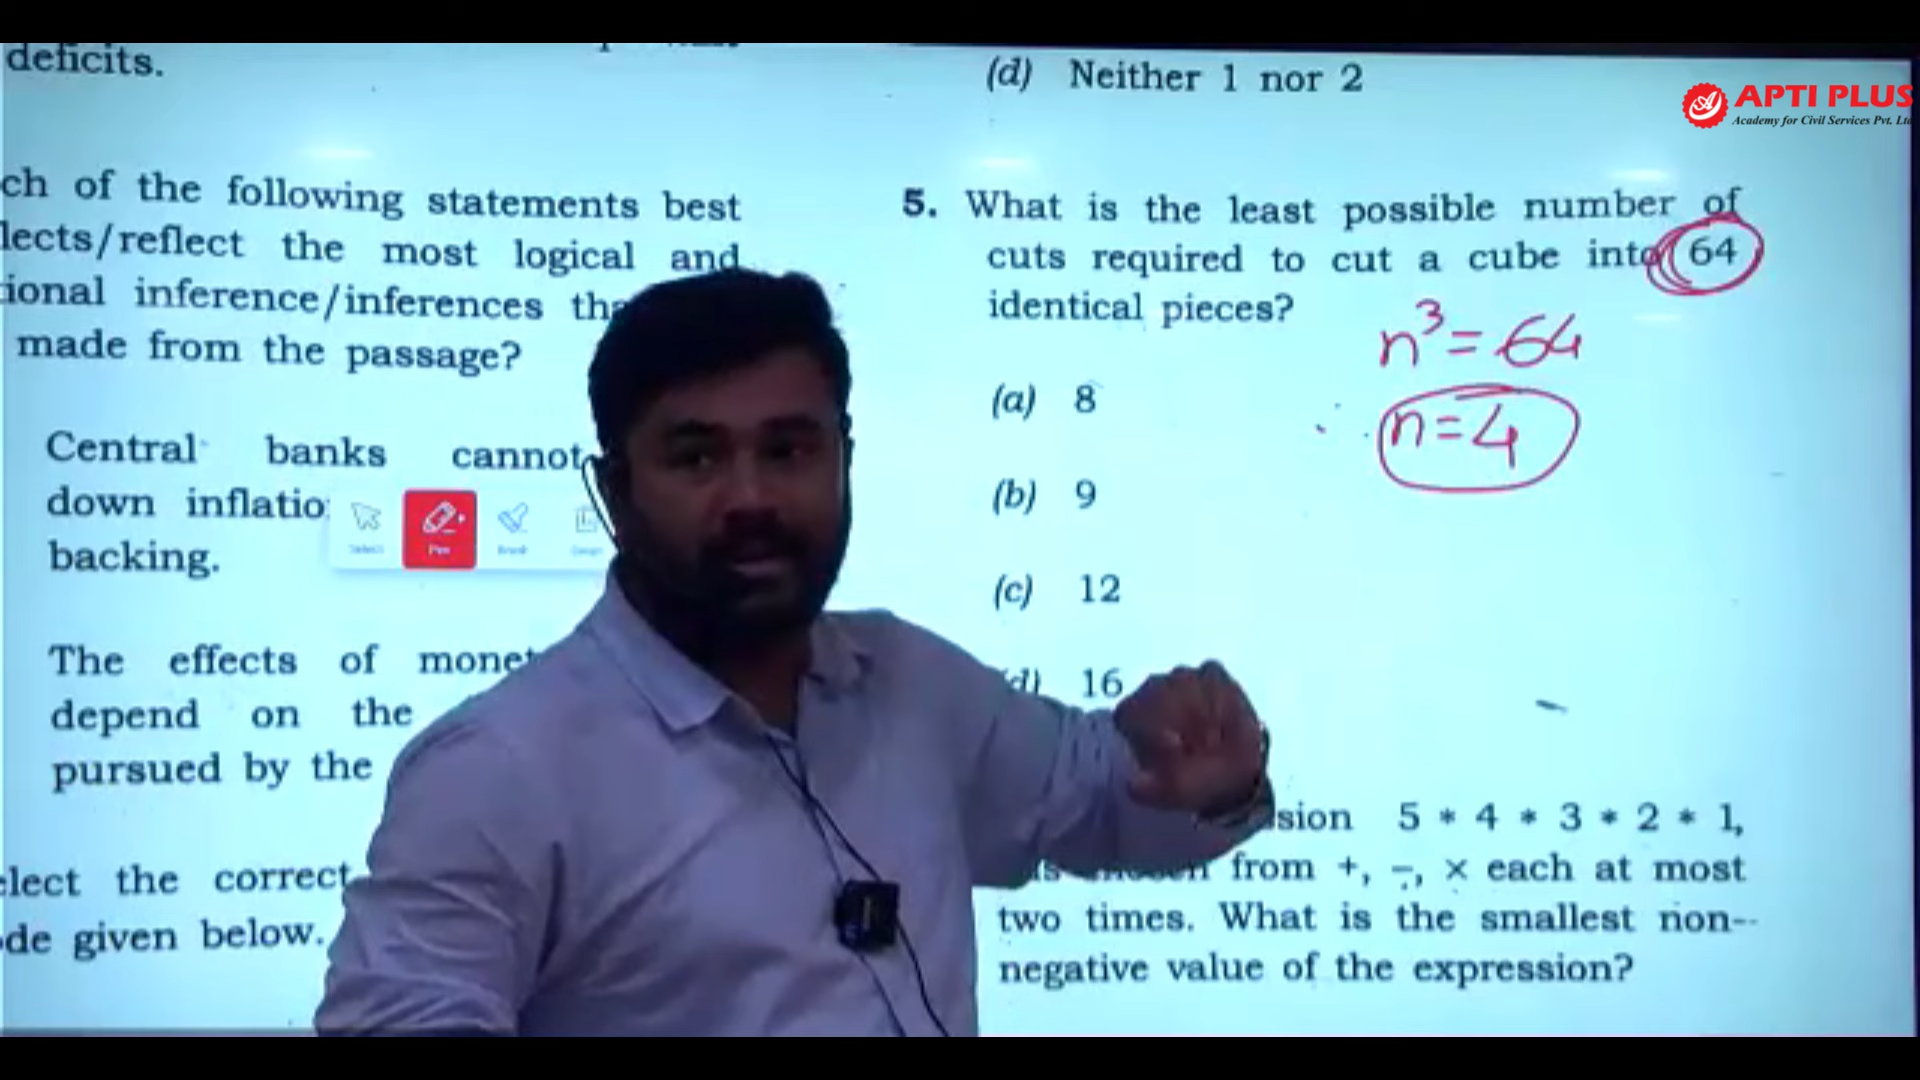 deficits.
ch of the following statements best
lects/reflect the most logical and
ional inference/inferences
made from the passage?
Central banks cannot
down
backing.
The effects of
depend on the
pursued by the
elect the correct
de given below.
Select
Pen
(d) Neither 1 nor 2
APTI PLUS
Academy for Civil Services Pvt.
5. What is the least possible number of
cuts required to cut a cube into 64
identical pieces?
n³ = 64
n = 4
(a) 8
(b) 9
(c) 12
(d) 16
sion 5 * 4 * 3 * 2 * 1,
from +, –, × each at most
two times. What is the smallest non-
negative value of the expression?